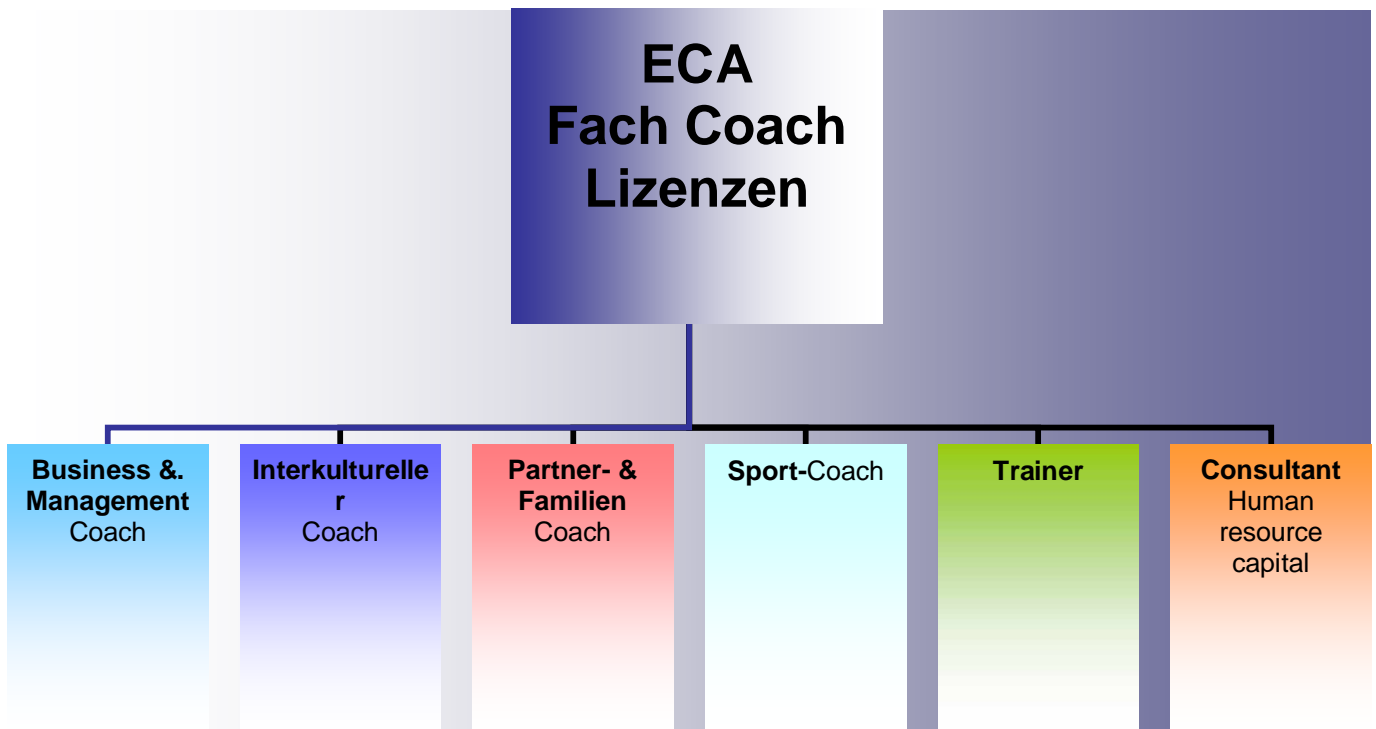 ECA
Fach Coach
Lizenzen
Business &.
Management
Coach
Interkulturelle
r
Coach
Partner- &
Familien
Coach
Sport-Coach
Trainer
Consultant
Human
resource
capital